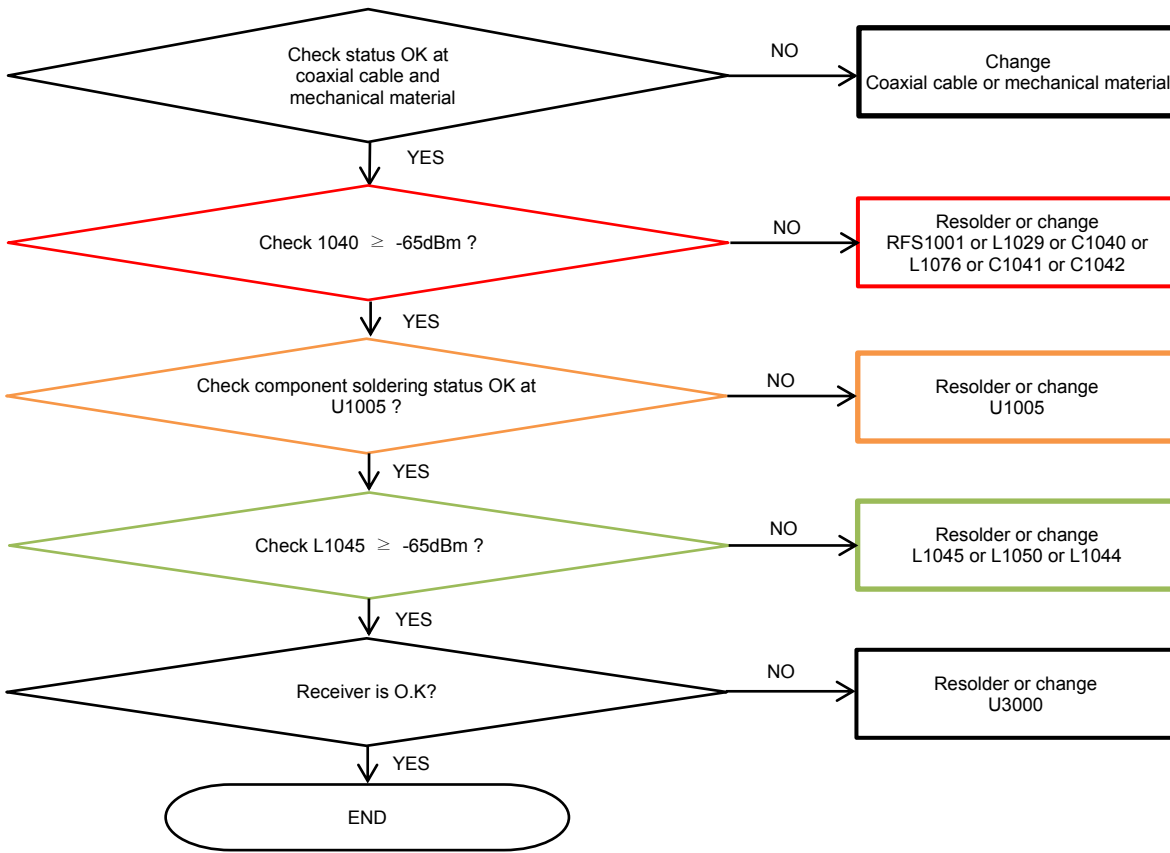 Check status OK at
coaxial cable and
mechanical material
NO
Change
Coaxial cable or mechanical material
YES
Check 1040 ≥ -65dBm ?
NO
Resolder or change
RFS1001 or L1029 or C1040 or
L1076 or C1041 or C1042
YES
Check component soldering status OK at
U1005 ?
NO
Resolder or change
U1005
YES
Check L1045 ≥ -65dBm ?
NO
Resolder or change
L1045 or L1050 or L1044
YES
Receiver is O.K?
NO
Resolder or change
U3000
YES
END